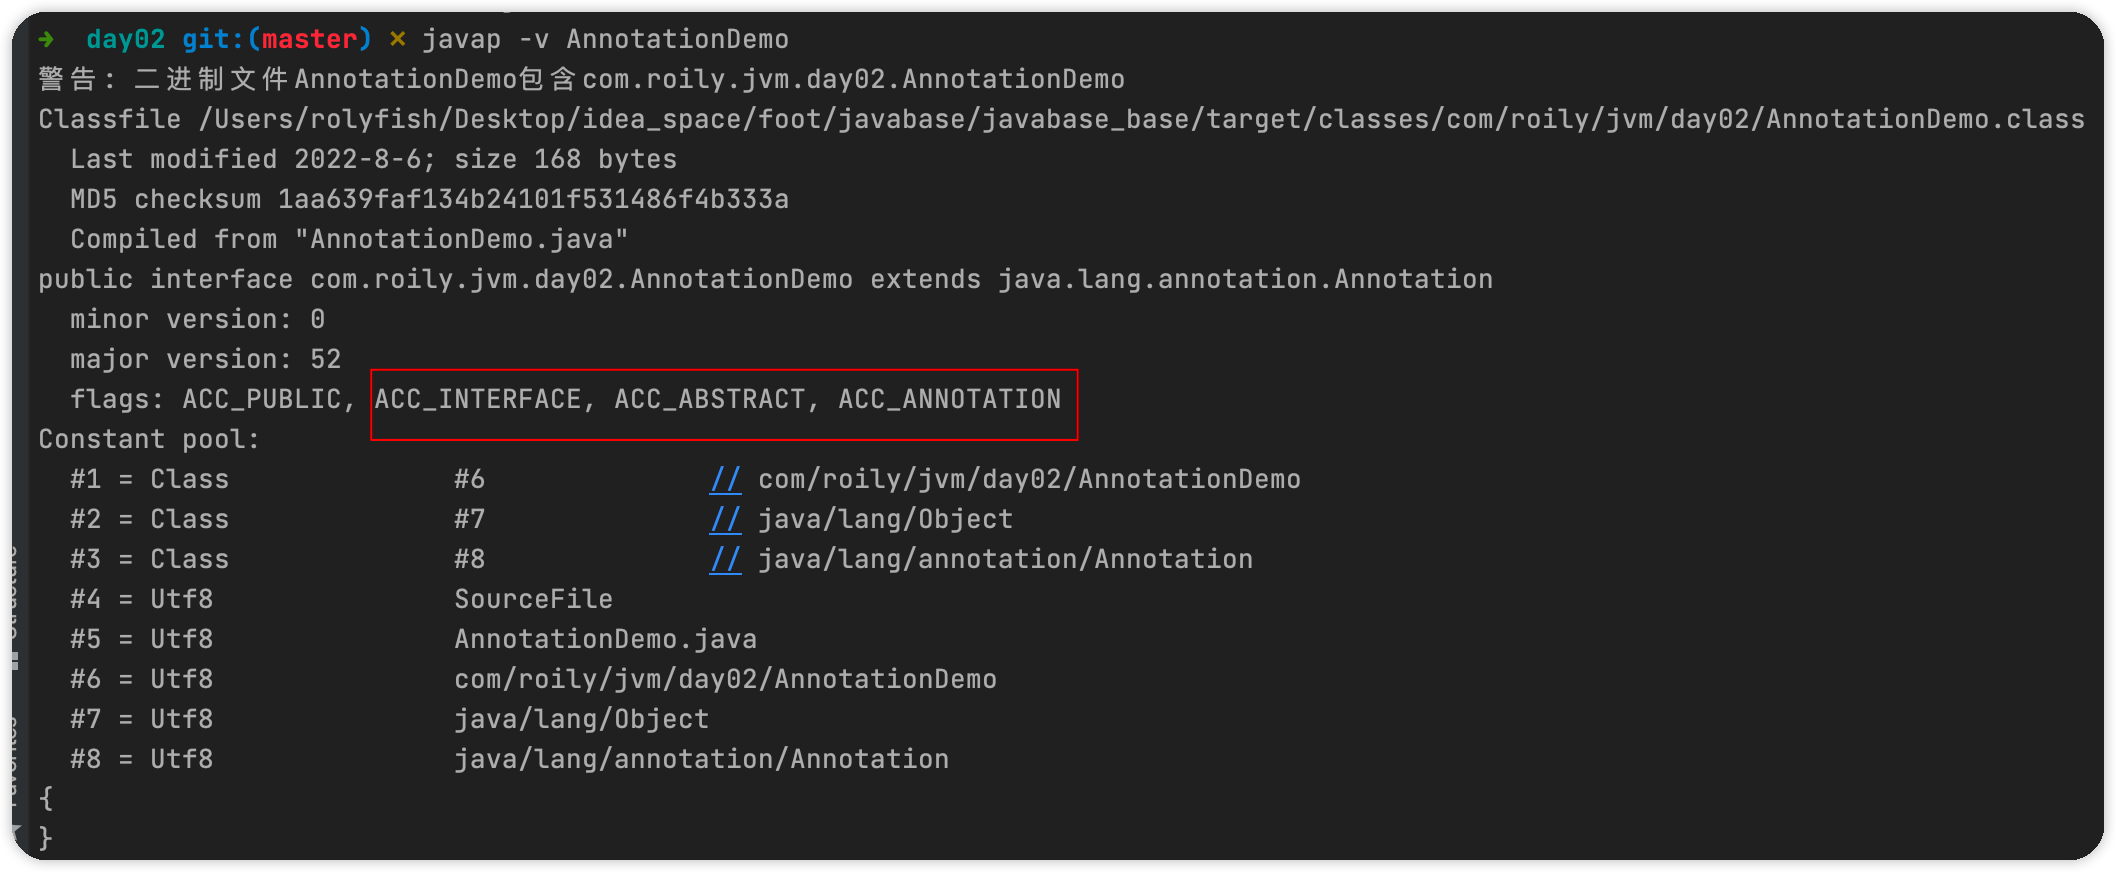 ➜ day02 git:(master) ✗ javap -v AnnotationDemo
警告: 二进制文件AnnotationDemo包含com.roily.jvm.day02.AnnotationDemo
Classfile /Users/rolyfish/Desktop/idea_space/foot/javabase/javabase_base/target/classes/com/roily/jvm/day02/AnnotationDemo.class
  Last modified 2022-8-6; size 168 bytes
  MD5 checksum 1aa639faf134b24101f531486f4b333a
  Compiled from "AnnotationDemo.java"
public interface com.roily.jvm.day02.AnnotationDemo extends java.lang.annotation.Annotation
  minor version: 0
  major version: 52
  flags: ACC_PUBLIC, ACC_INTERFACE, ACC_ABSTRACT, ACC_ANNOTATION
Constant pool:
  #1 = Class              #6              // com/roily/jvm/day02/AnnotationDemo
  #2 = Class              #7              // java/lang/Object
  #3 = Class              #8              // java/lang/annotation/Annotation
  #4 = Utf8               SourceFile
  #5 = Utf8               AnnotationDemo.java
  #6 = Utf8               com/roily/jvm/day02/AnnotationDemo
  #7 = Utf8               java/lang/Object
  #8 = Utf8               java/lang/annotation/Annotation
{
}